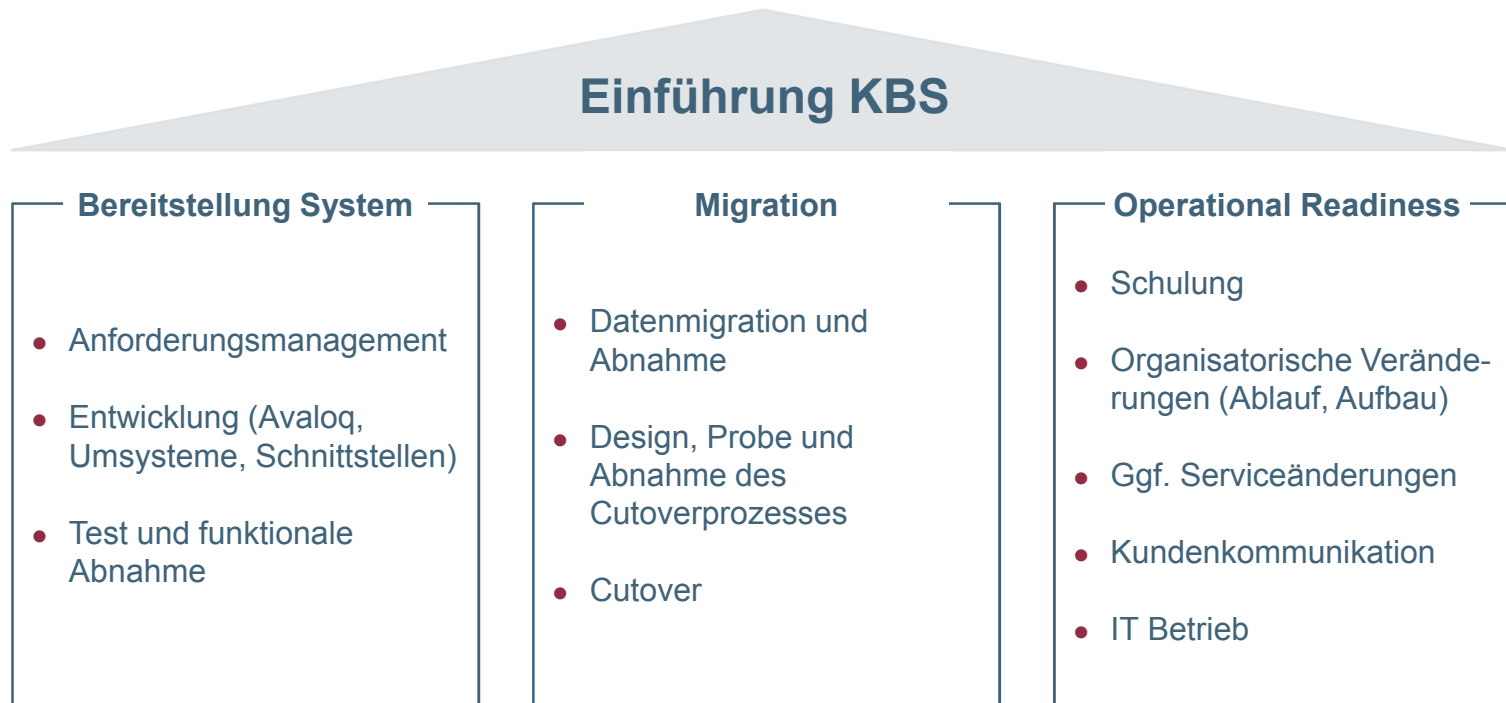 Einführung KBS
Bereitstellung System
Anforderungsmanagement
Entwicklung (Avaloq,
Umsysteme, Schnittstellen)
Test und funktionale
Abnahme
Migration
Datenmigration und
Abnahme
Design, Probe und
Abnahme des
Cutoverprozesses
Cutover
Operational Readiness
Schulung
Organisatorische Verände-
rungen (Ablauf, Aufbau)
Ggf. Serviceänderungen
Kundenkommunikation
IT Betrieb